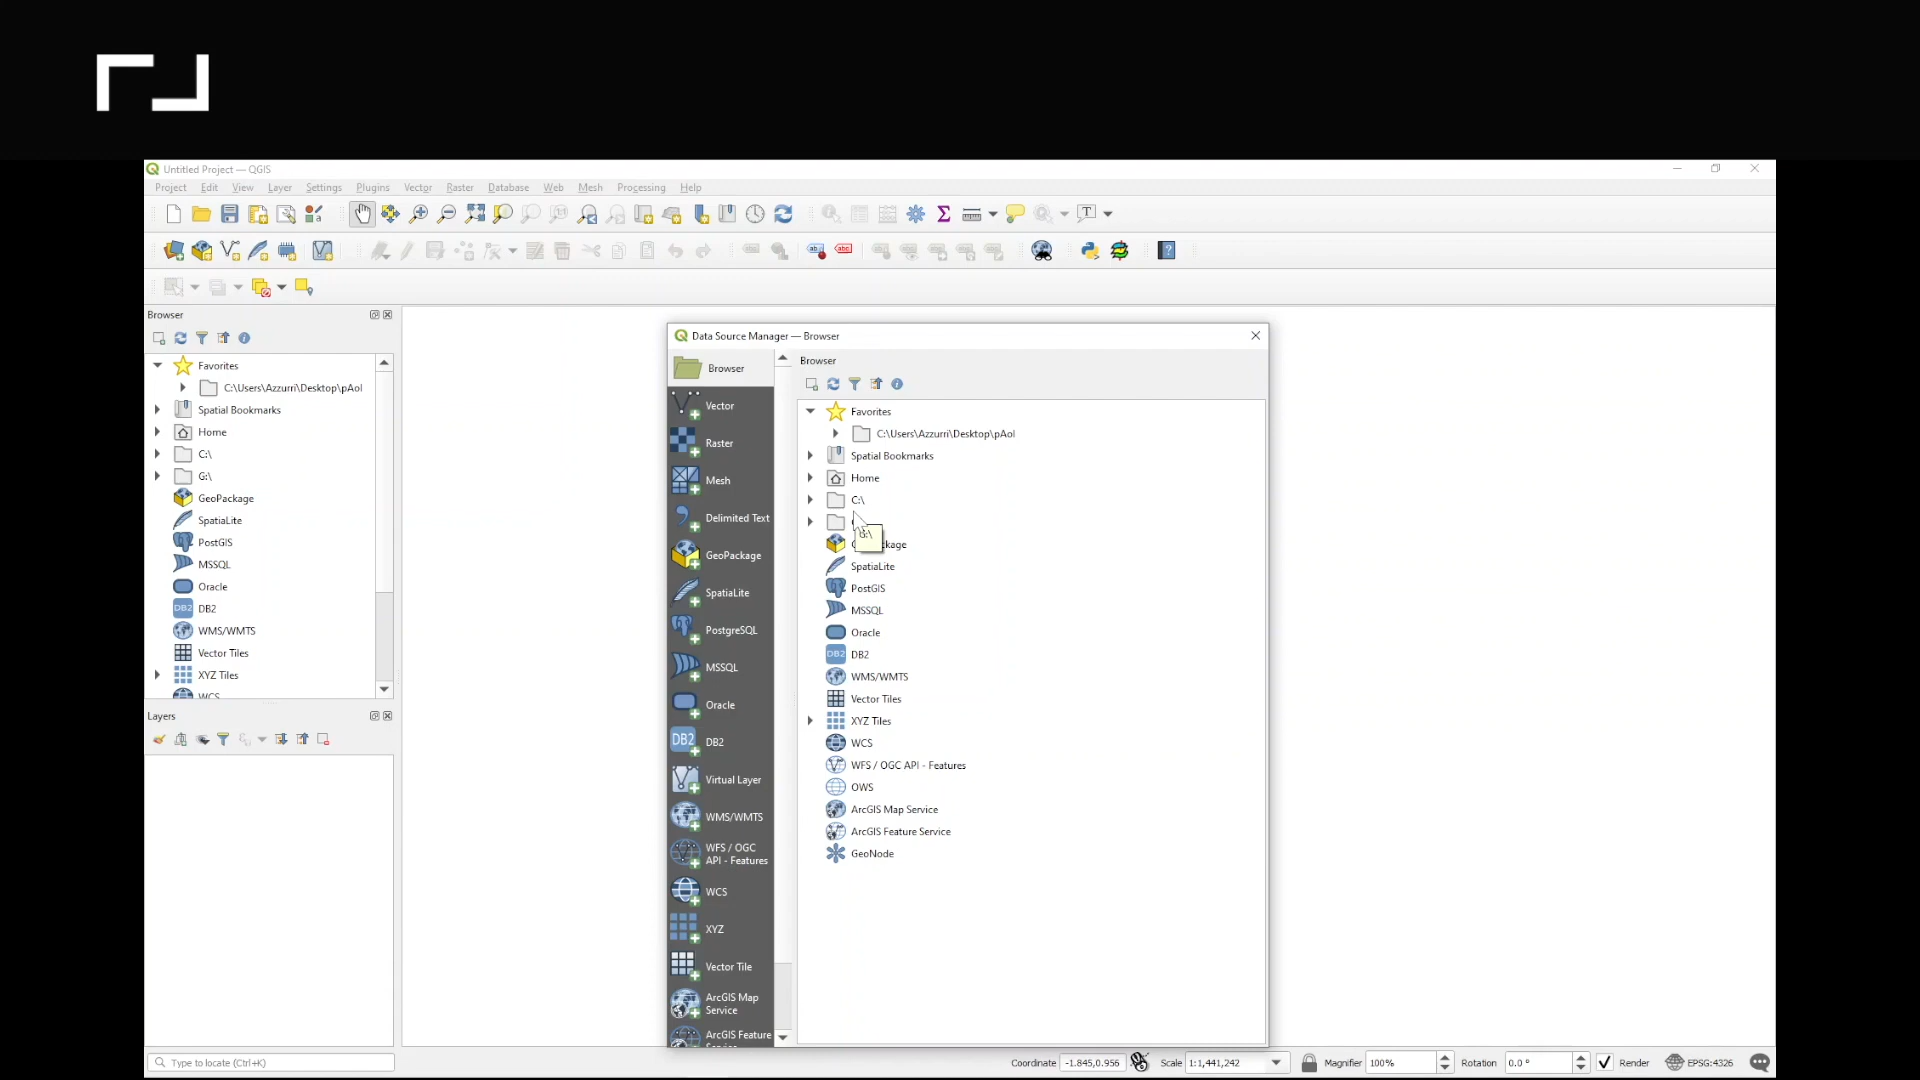 Untitled Project — QGIS
Project Edit View Layer Settings Plugins Vector Raster Database Web Mesh Processing Help
Browser
Favorites
C:\Users\Azzurri\Desktop\pAol
Spatial Bookmarks
Home
C:\
G:\
GeoPackage
SpatiaLite
PostGIS
MSSQL
Oracle
DB2 DB2
WMS/WMTS
Vector Tiles
XYZ Tiles
WCS
Layers
Data Source Manager — Browser
Browser
Vector
Raster
Mesh
Delimited Text
GeoPackage
SpatiaLite
PostgreSQL
MSSQL
Oracle
DB2 DB2
Virtual Layer
WMS/WMTS
WFS / OGC
API - Features
WCS
XYZ
Vector Tile
ArcGIS Map
Service
ArcGIS Feature
Browser
Favorites
C:\Users\Azzurri\Desktop\pAol
Spatial Bookmarks
Home
C:\
G:\
SpatiaLite
PostGIS
MSSQL
Oracle
DB2 DB2
WMS/WMTS
Vector Tiles
XYZ Tiles
WCS
WFS / OGC API - Features
OWS
ArcGIS Map Service
ArcGIS Feature Service
GeoNode
Type to locate (Ctrl+K)
Coordinate -1.845,0.956 Scale 1:1,441,242 Magnifier 100% Rotation 0.0 ° Render EPSG:4326